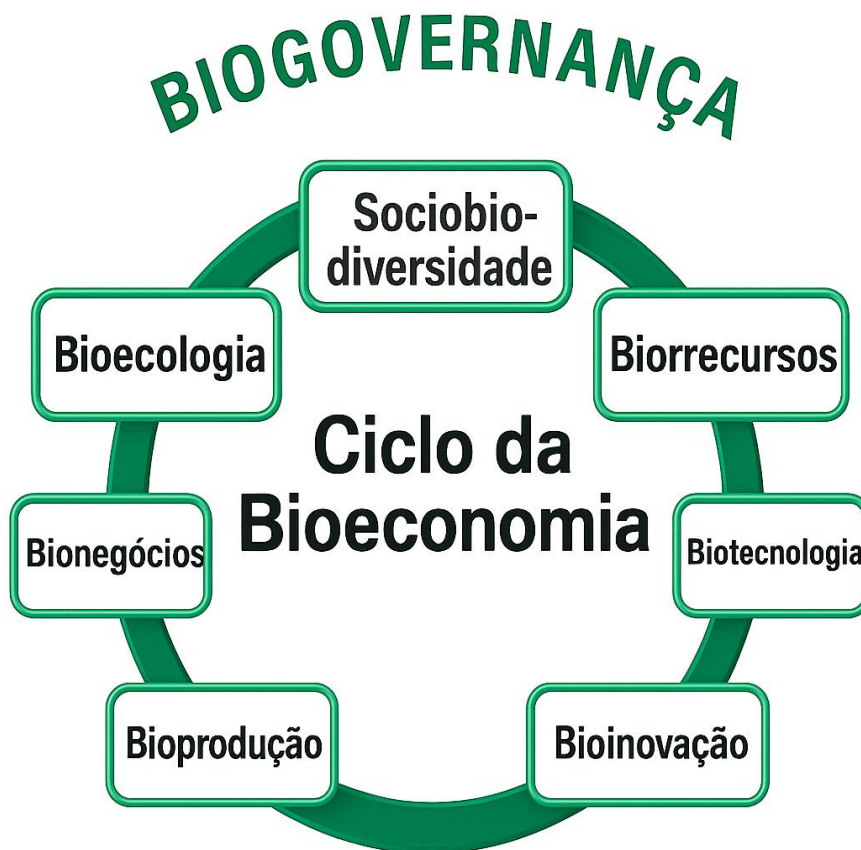 BIOGOVERNANÇA
Sociobio-
diversidade
Bioecologia
Biorrecursos
Ciclo da
Bioeconomia
Bionegócios
Biotecnologia
Bioprodução
Bioinovação